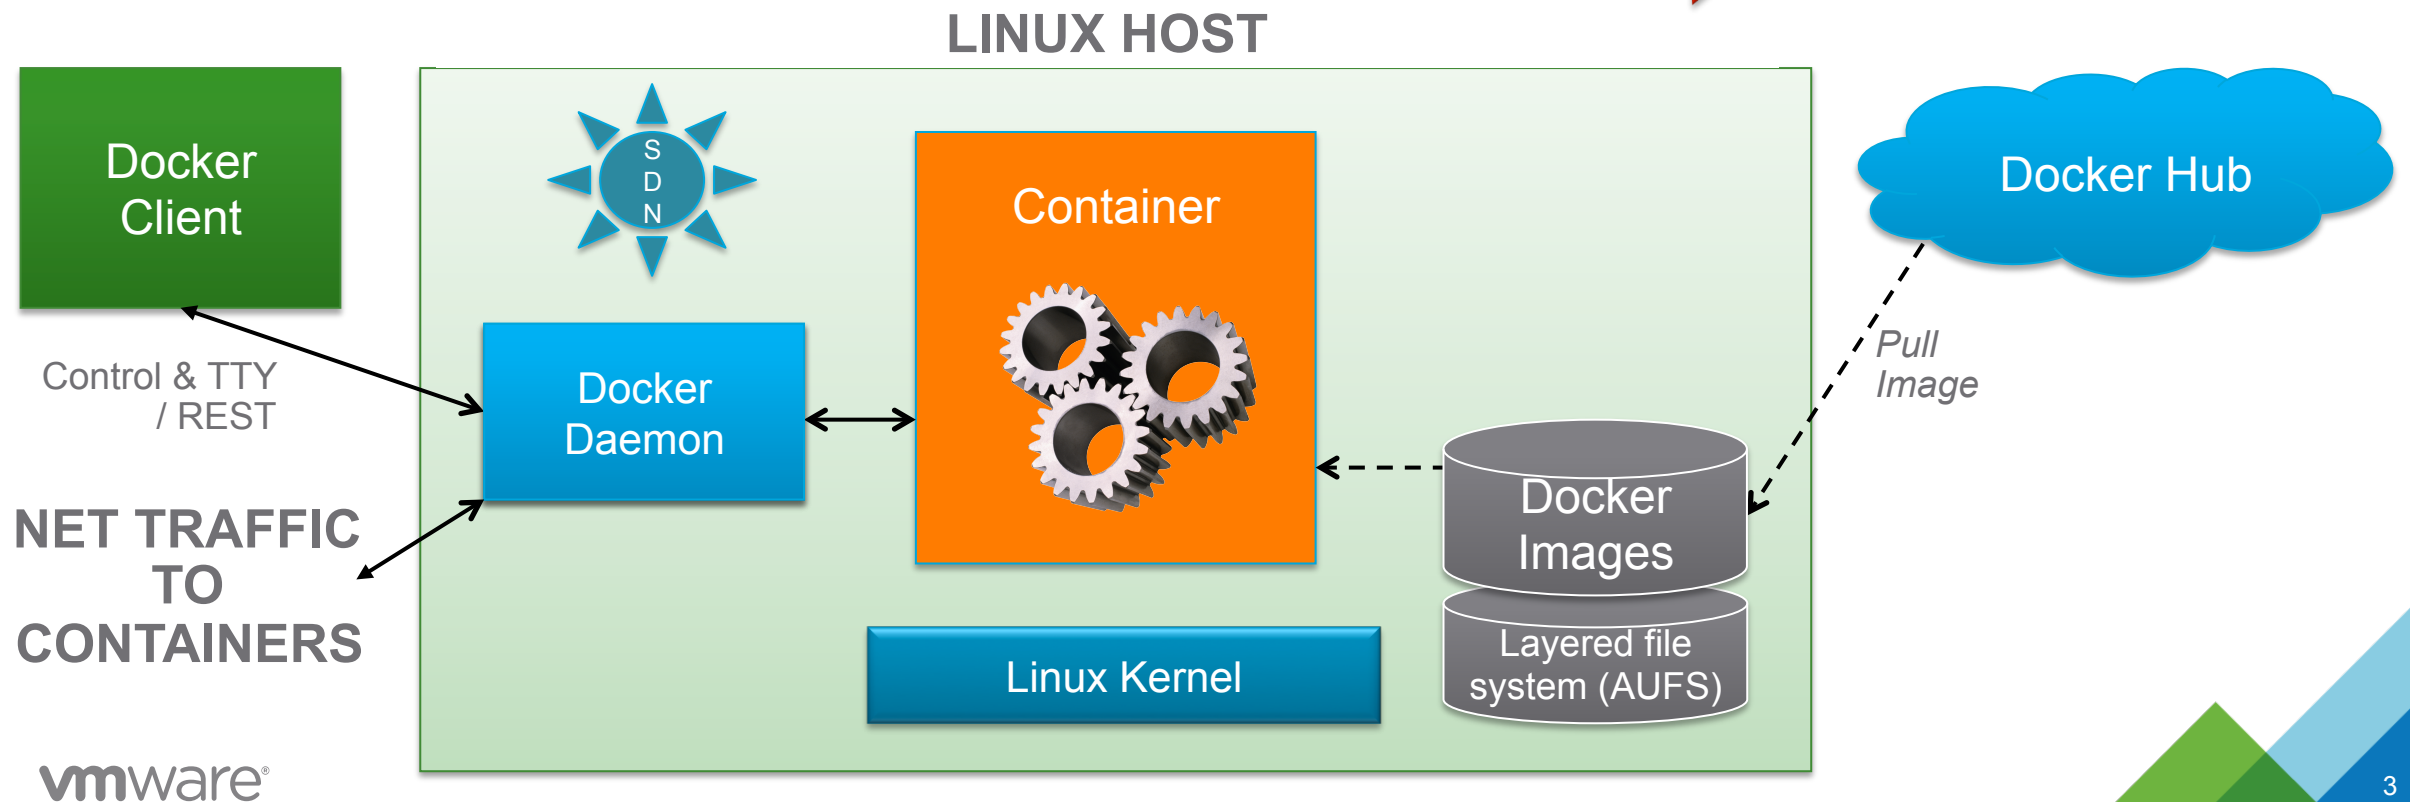 LINUX HOST
Docker
Client
S
D
N
Container
Docker Hub
Control & TTY
/ REST
Docker
Daemon
Pull
Image
NET TRAFFIC
TO
CONTAINERS
Docker
Images
Linux Kernel
Layered file
system (AUFS)
vmware®
3